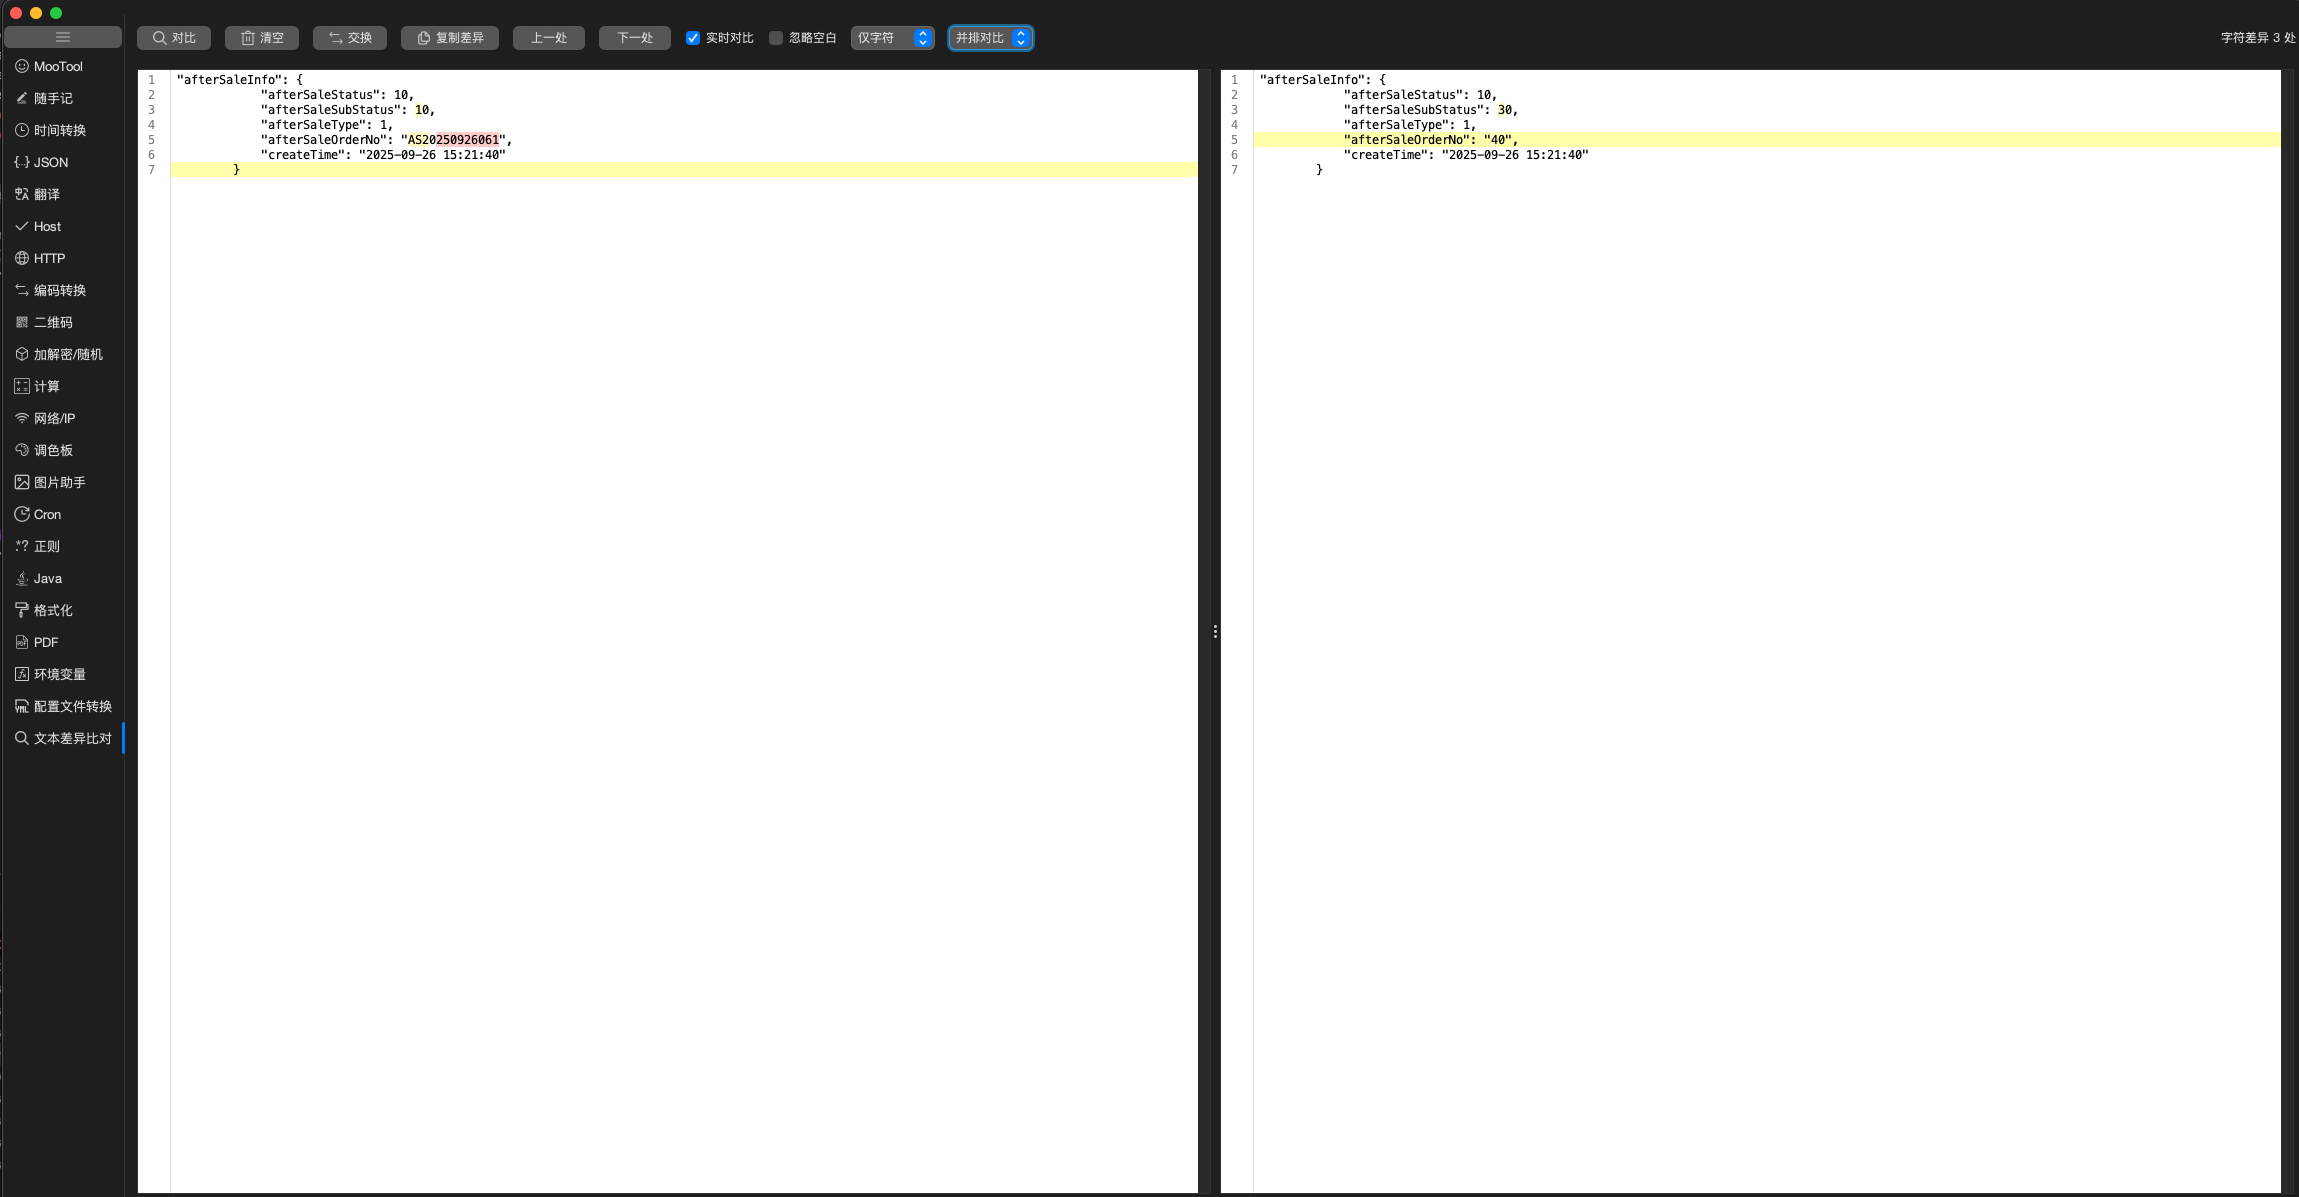 对比 清空 交换 复制差异 上一处 下一处 实时对比 忽略空白 仅字符 并排对比 字符差异 3 处
MooTool
随手记
时间转换
JSON
翻译
Host
HTTP
编码转换
二维码
加解密/随机
计算
网络/IP
调色板
图片助手
Cron
正则
Java
格式化
PDF
环境变量
配置文件转换
文本差异比对
1 "afterSaleInfo": {
2 "afterSaleStatus": 10,
3 "afterSaleSubStatus": 10,
4 "afterSaleType": 1,
5 "afterSaleOrderNo": "AS20250926061",
6 "createTime": "2025-09-26 15:21:40"
7 }
1 "afterSaleInfo": {
2 "afterSaleStatus": 10,
3 "afterSaleSubStatus": 30,
4 "afterSaleType": 1,
5 "afterSaleOrderNo": "40",
6 "createTime": "2025-09-26 15:21:40"
7 }